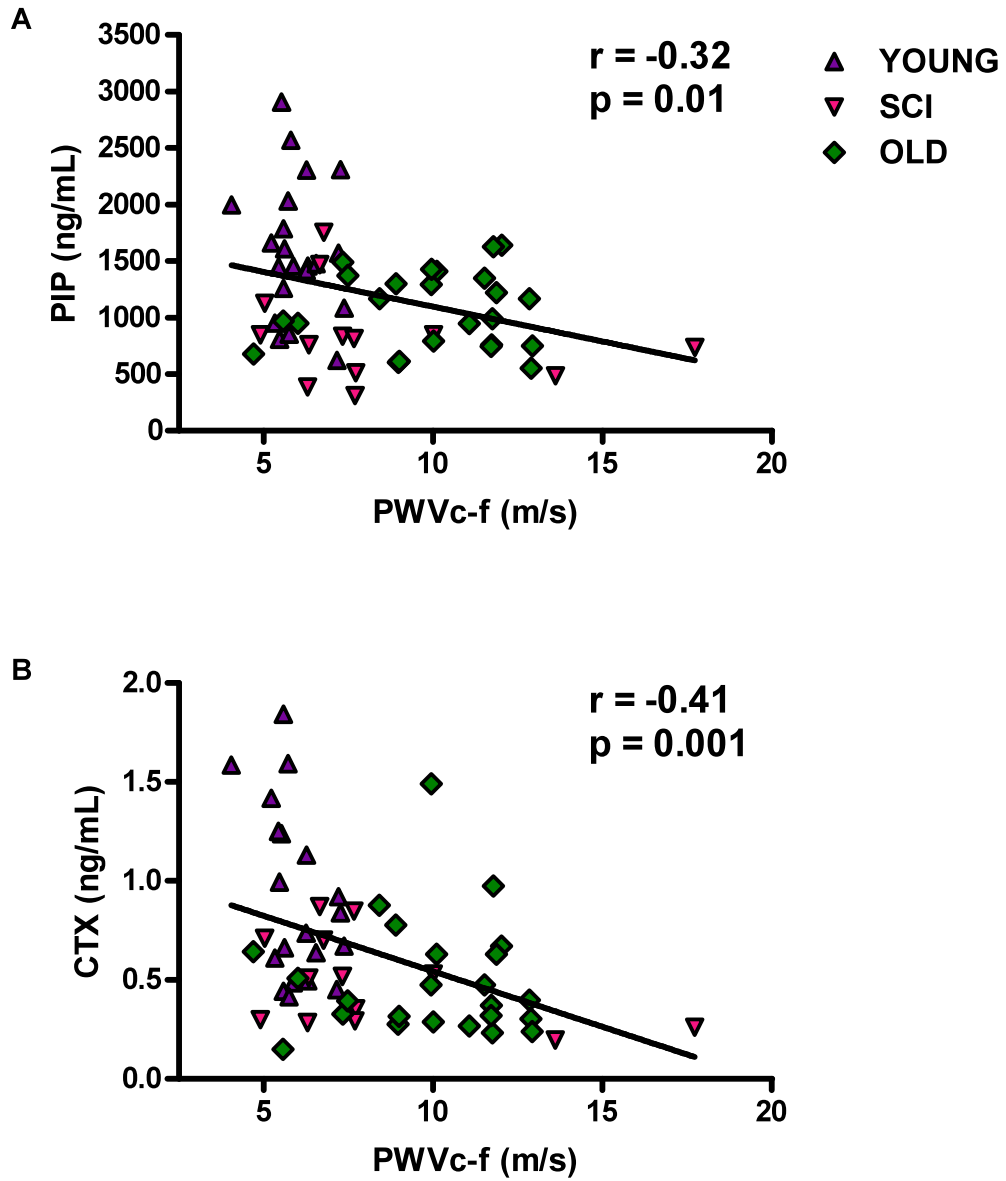 A
3500
3000
2500
2000
1500
1000
500
0
PIP (ng/mL)
r = -0.32
p = 0.01
YOUNG
SCI
OLD
5 10 15 20
PWVc-f (m/s)
B
2.0
1.5
1.0
0.5
0.0
CTX (ng/mL)
r = -0.41
p = 0.001
5 10 15 20
PWVc-f (m/s)